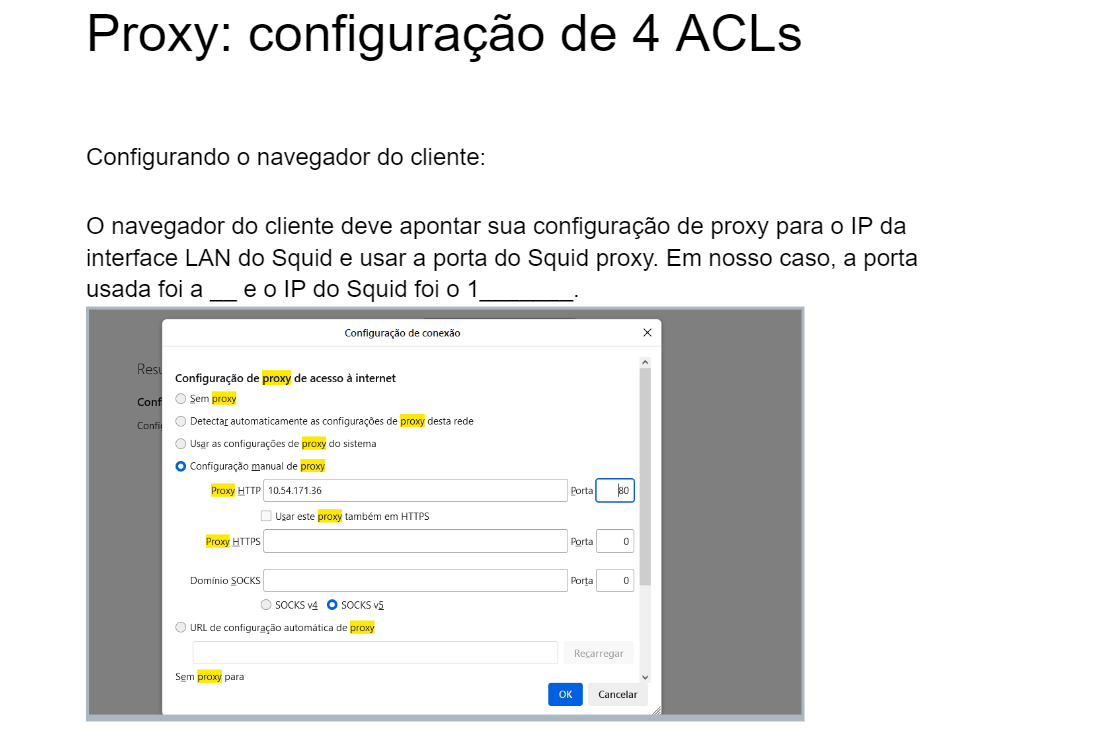 Proxy: configuração de 4 ACLs
Configurando o navegador do cliente:
O navegador do cliente deve apontar sua configuração de proxy para o IP da
interface LAN do Squid e usar a porta do Squid proxy. Em nosso caso, a porta
usada foi a __ e o IP do Squid foi o 1_______.
Configuração de conexão
Configuração de proxy de acesso à internet
Sem proxy
Detectar automaticamente as configurações de proxy desta rede
Usar as configurações de proxy do sistema
Configuração manual de proxy
Proxy HTTP 10.54.171.36 Porta 80
Usar este proxy também em HTTPS
Proxy HTTPS Porta 0
Domínio SOCKS Porta 0
SOCKS v4 SOCKS v5
URL de configuração automática de proxy
Recarregar
Sem proxy para
OK Cancelar